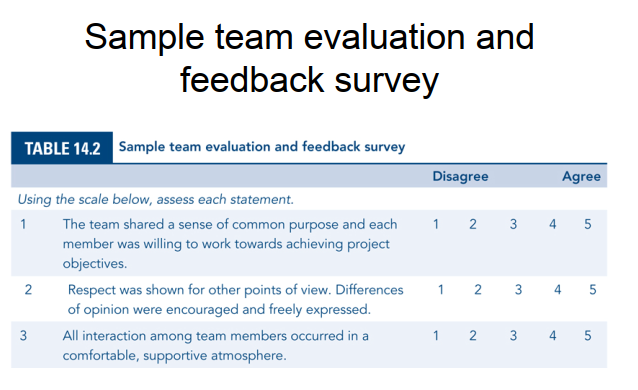 Sample team evaluation and
feedback survey
TABLE 14.2 Sample team evaluation and feedback survey
Disagree Agree
Using the scale below, assess each statement.
1 The team shared a sense of common purpose and each 1 2 3 4 5
member was willing to work towards achieving project
objectives.
2 Respect was shown for other points of view. Differences 1 2 3 4 5
of opinion were encouraged and freely expressed.
3 All interaction among team members occurred in a 1 2 3 4 5
comfortable, supportive atmosphere.